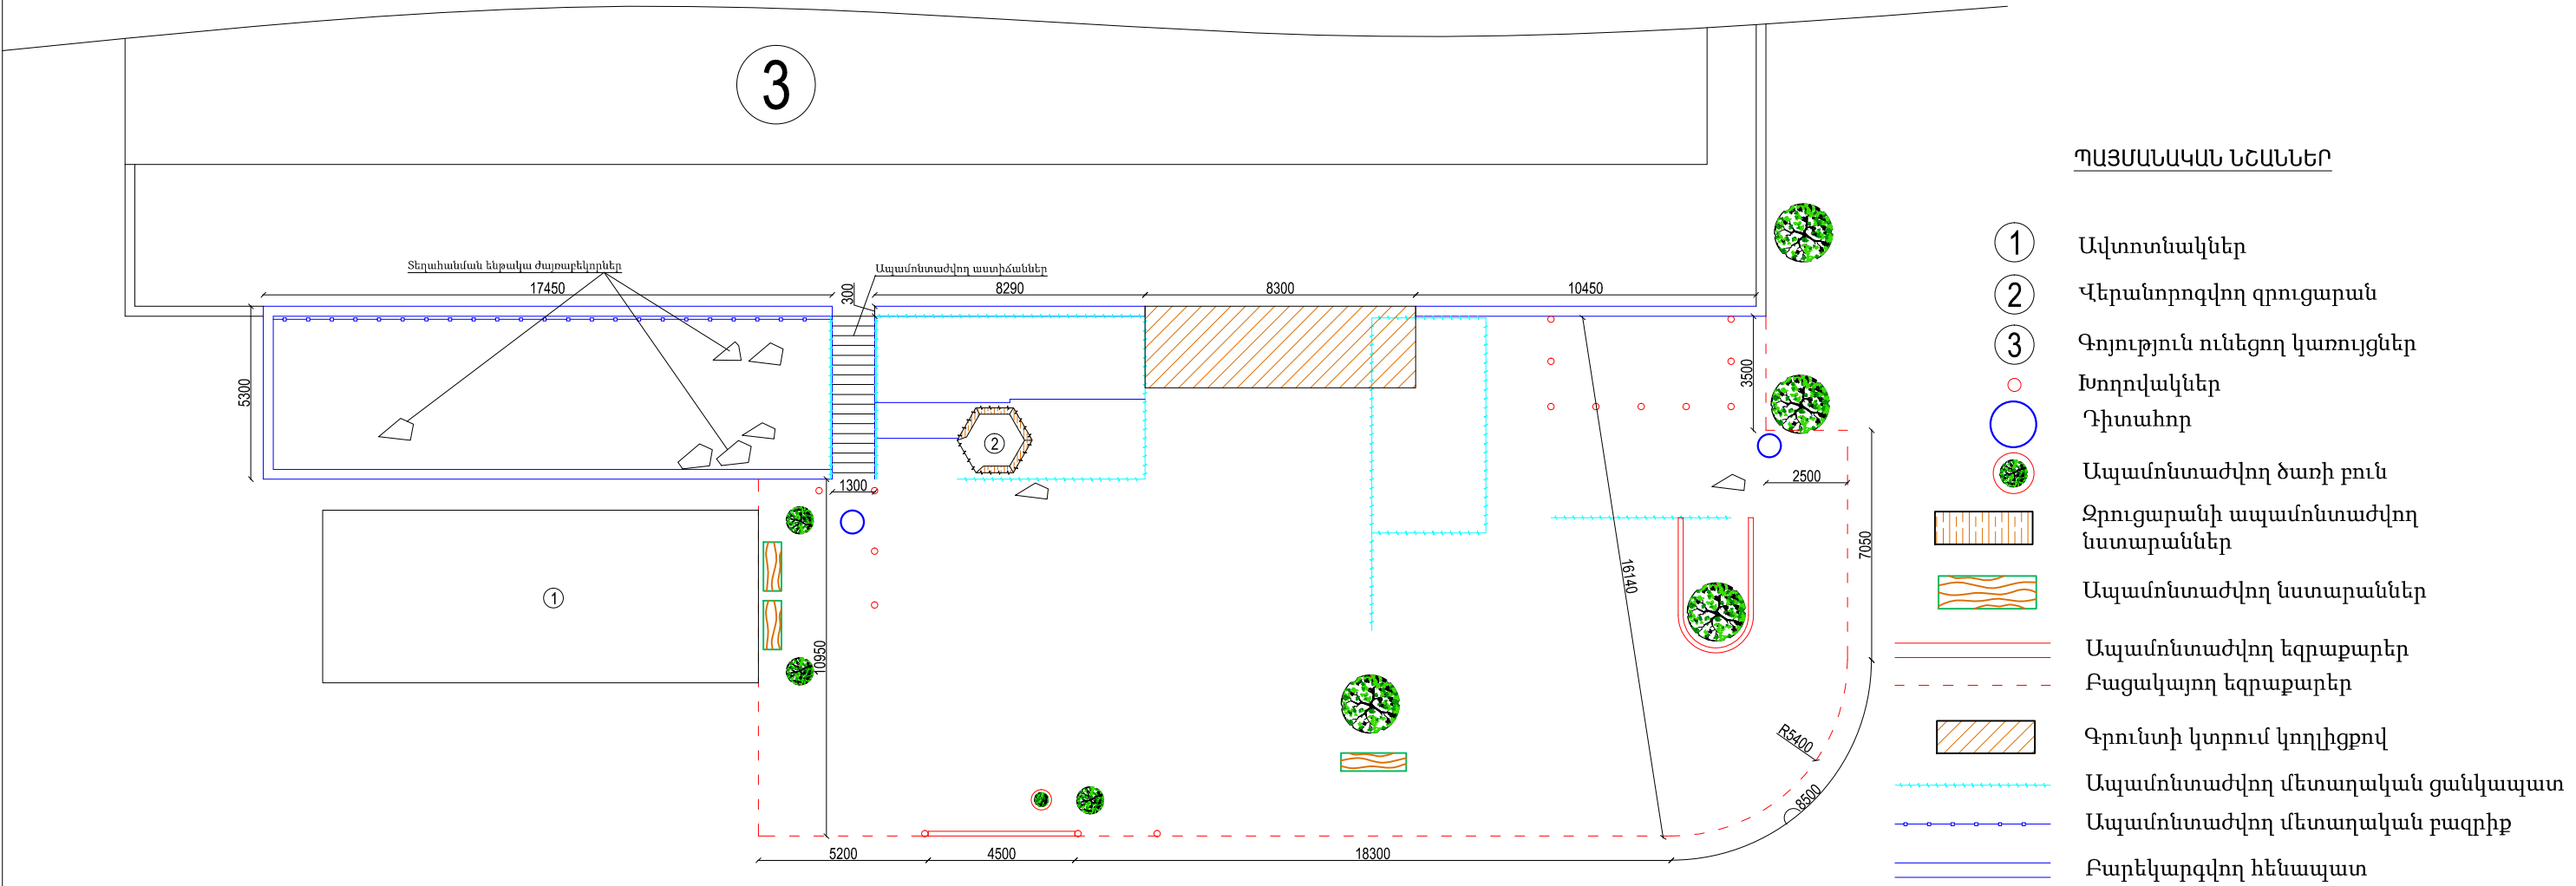 3
ՊԱՅՄԱՆԱԿԱՆ ՆՇԱՆՆԵՐ
1 Ավտոտնակներ
2 Վերանորոգվող զրուցարան
3 Գոյություն ունեցող կառույցներ
Խողովակներ
Դիտահոր
Ապամոնտաժվող ծառի բուն
Զրուցարանի ապամոնտաժվող
նստարաններ
Ապամոնտաժվող նստարաններ
Ապամոնտաժվող եզրաքարեր
Բացակայող եզրաքարեր
Գրունտի կտրում կողլիցքով
Ապամոնտաժվող մետաղական ցանկապատ
Ապամոնտաժվող մետաղական բազրիք
Բարեկարգվող հենապատ
Տեղահանման ենթակա ժայռաբեկորներ
Ապամոնտաժվող աստիճաններ
17450
300
8290
8300
10450
5300
3500
2
1300
2500
7050
1
16140
10950
R5400
8500
5200
4500
18300